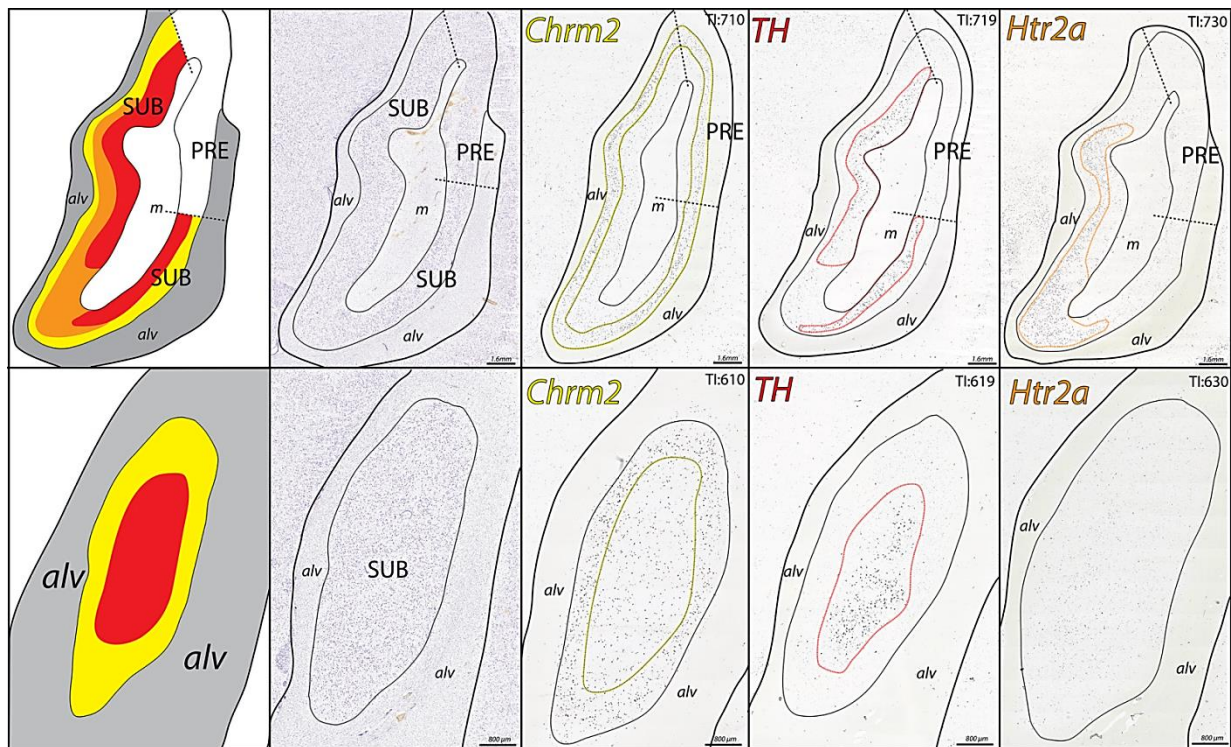 SUB
PRE
alv
m
SUB
alv
SUB
PRE
alv
m
SUB
alv
Chrm2
TI:710
PRE
m
alv
1.6mm
TH
TI:719
PRE
alv
m
alv
1.6mm
Htr2a
TI:730
PRE
alv
m
alv
1.6mm
alv
alv
alv
SUB
alv
800 µm
Chrm2
TI:610
alv
alv
800 µm
TH
TI:619
alv
alv
800 µm
Htr2a
TI:630
alv
alv
800 µm